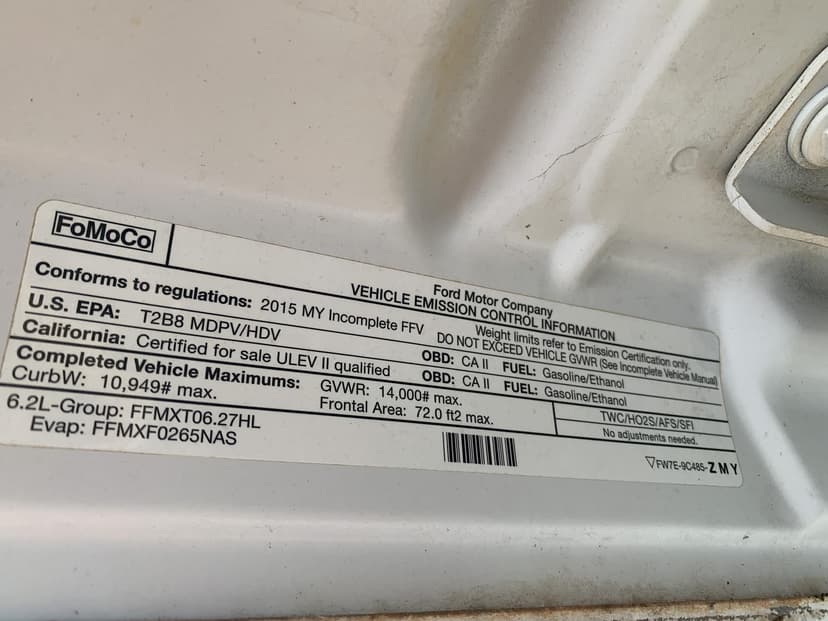 FoMoCo
Ford Motor Company
VEHICLE EMISSION CONTROL INFORMATION
Conforms to regulations: 2015 MY Incomplete FFV
Weight limits refer to Emission Certification only.
DO NOT EXCEED VEHICLE GVWR (See Incomplete Vehicle Manual)
U.S. EPA: T2B8 MDPV/HDV OBD: CA II FUEL: Gasoline/Ethanol
California: Certified for sale ULEV II qualified OBD: CA II FUEL: Gasoline/Ethanol
Completed Vehicle Maximums: GVWR: 14,000# max.
CurbW: 10,949# max. Frontal Area: 72.0 ft2 max.
TWC/HO2S/AFS/SFI
No adjustments needed.
6.2L-Group: FFMXT06.27HL
Evap: FFMXF0265NAS
FW7E-9C485-ZMY